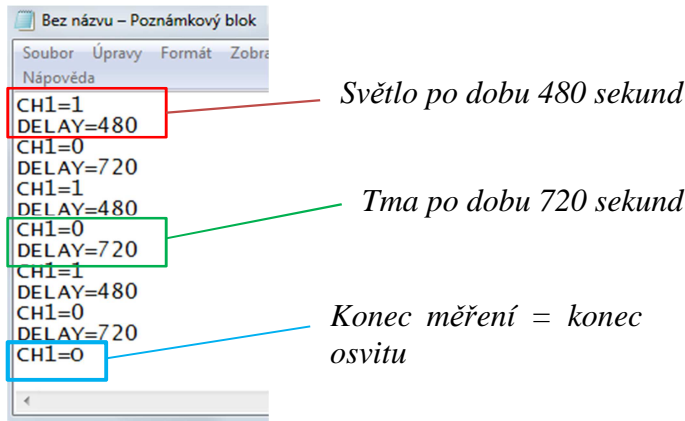 Bez názvu – Poznámkový blok
Soubor Úpravy Formát Zobra
Nápověda
CH1=1
DELAY=480
CH1=0
DELAY=720
CH1=1
DELAY=480
CH1=0
DELAY=720
CH1=1
DELAY=480
CH1=0
DELAY=720
CH1=O
Světlo po dobu 480 sekund
Tma po dobu 720 sekund
Konec měření = konec
osvitu